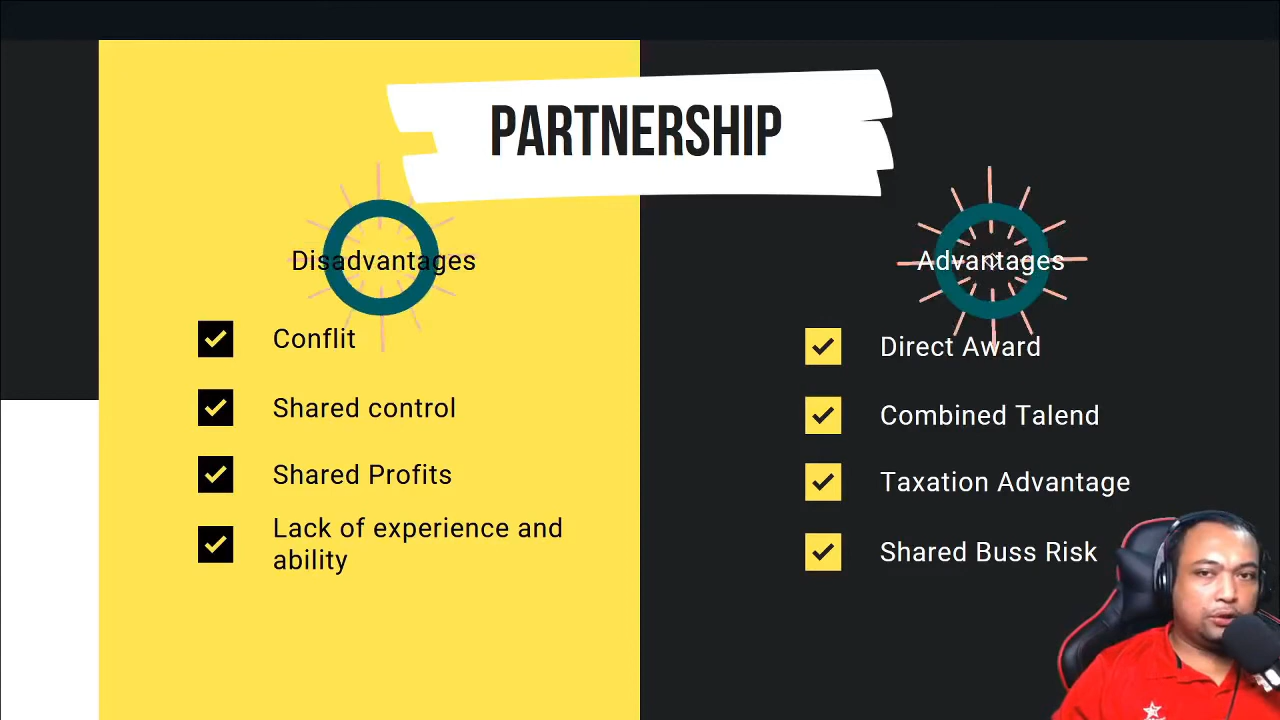 PARTNERSHIP
Disadvantages
Conflit
Shared control
Shared Profits
Lack of experience and
ability
Advantages
Direct Award
Combined Talend
Taxation Advantage
Shared Buss Risk